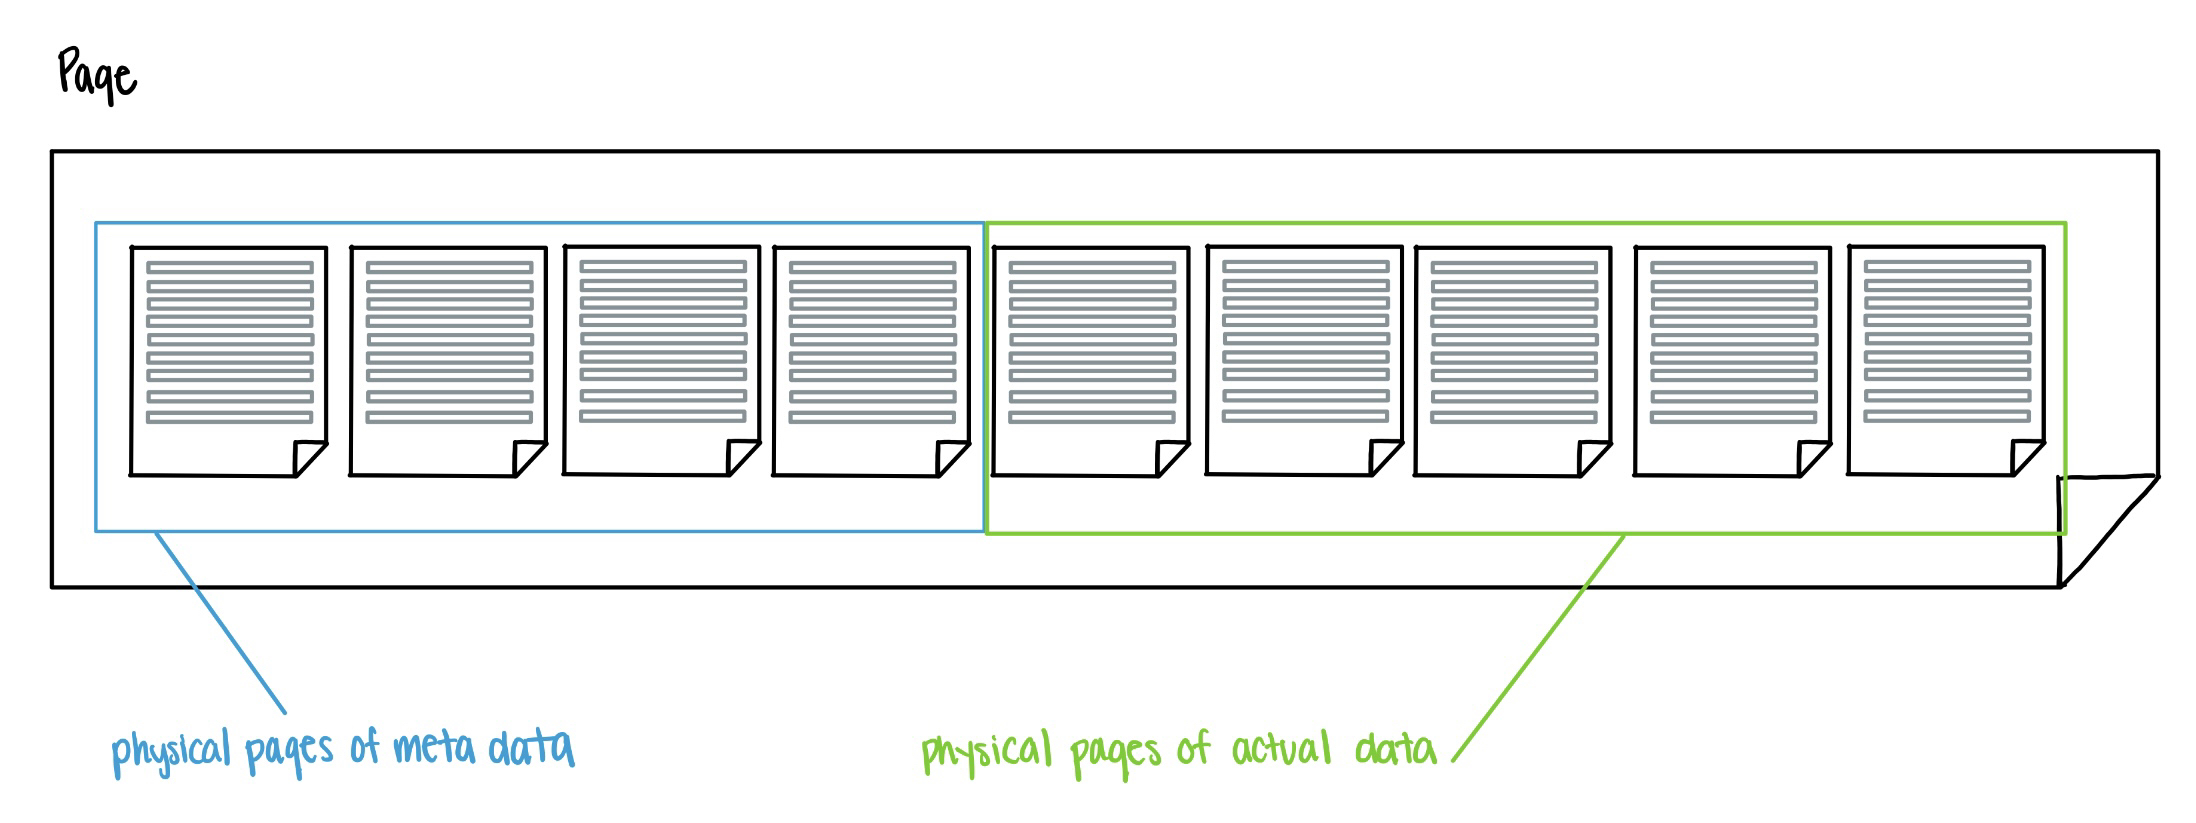 Page
physical pages of meta data
physical pages of actual data